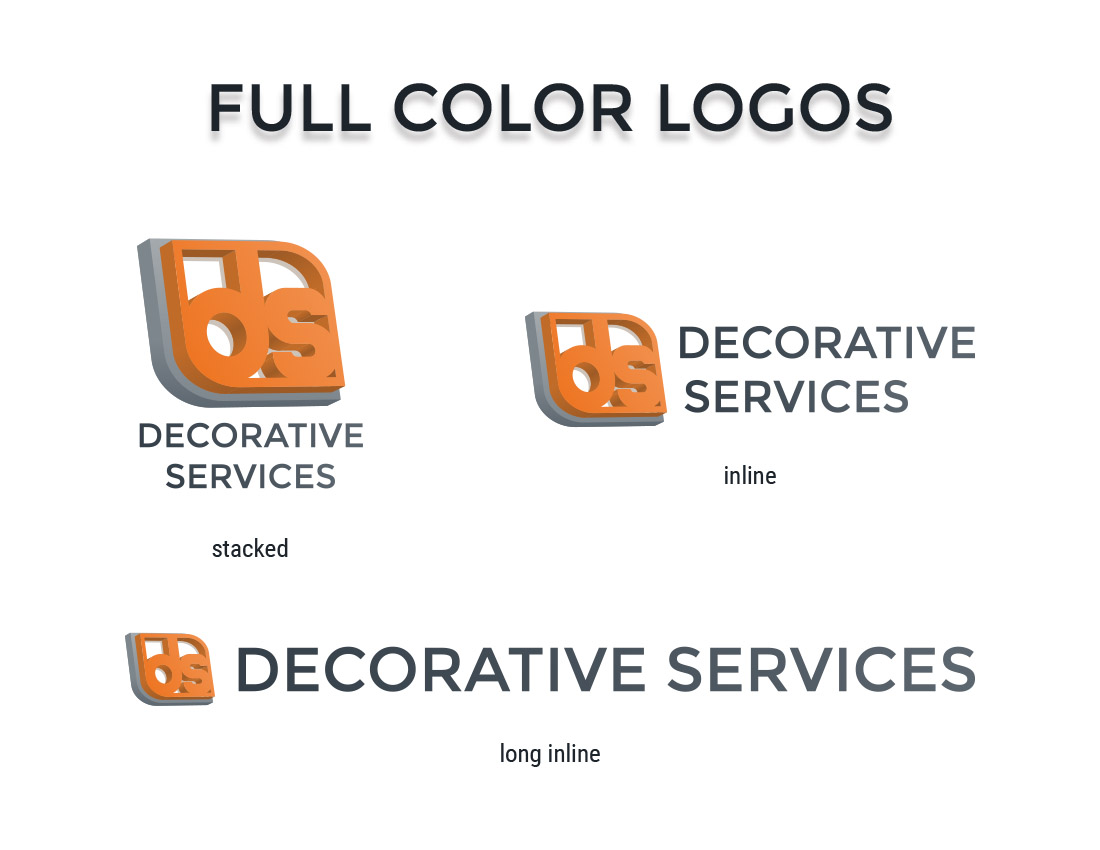 FULL COLOR LOGOS
ds
DECORATIVE
SERVICES
stacked
ds
DECORATIVE
SERVICES
inline
ds
DECORATIVE SERVICES
long inline